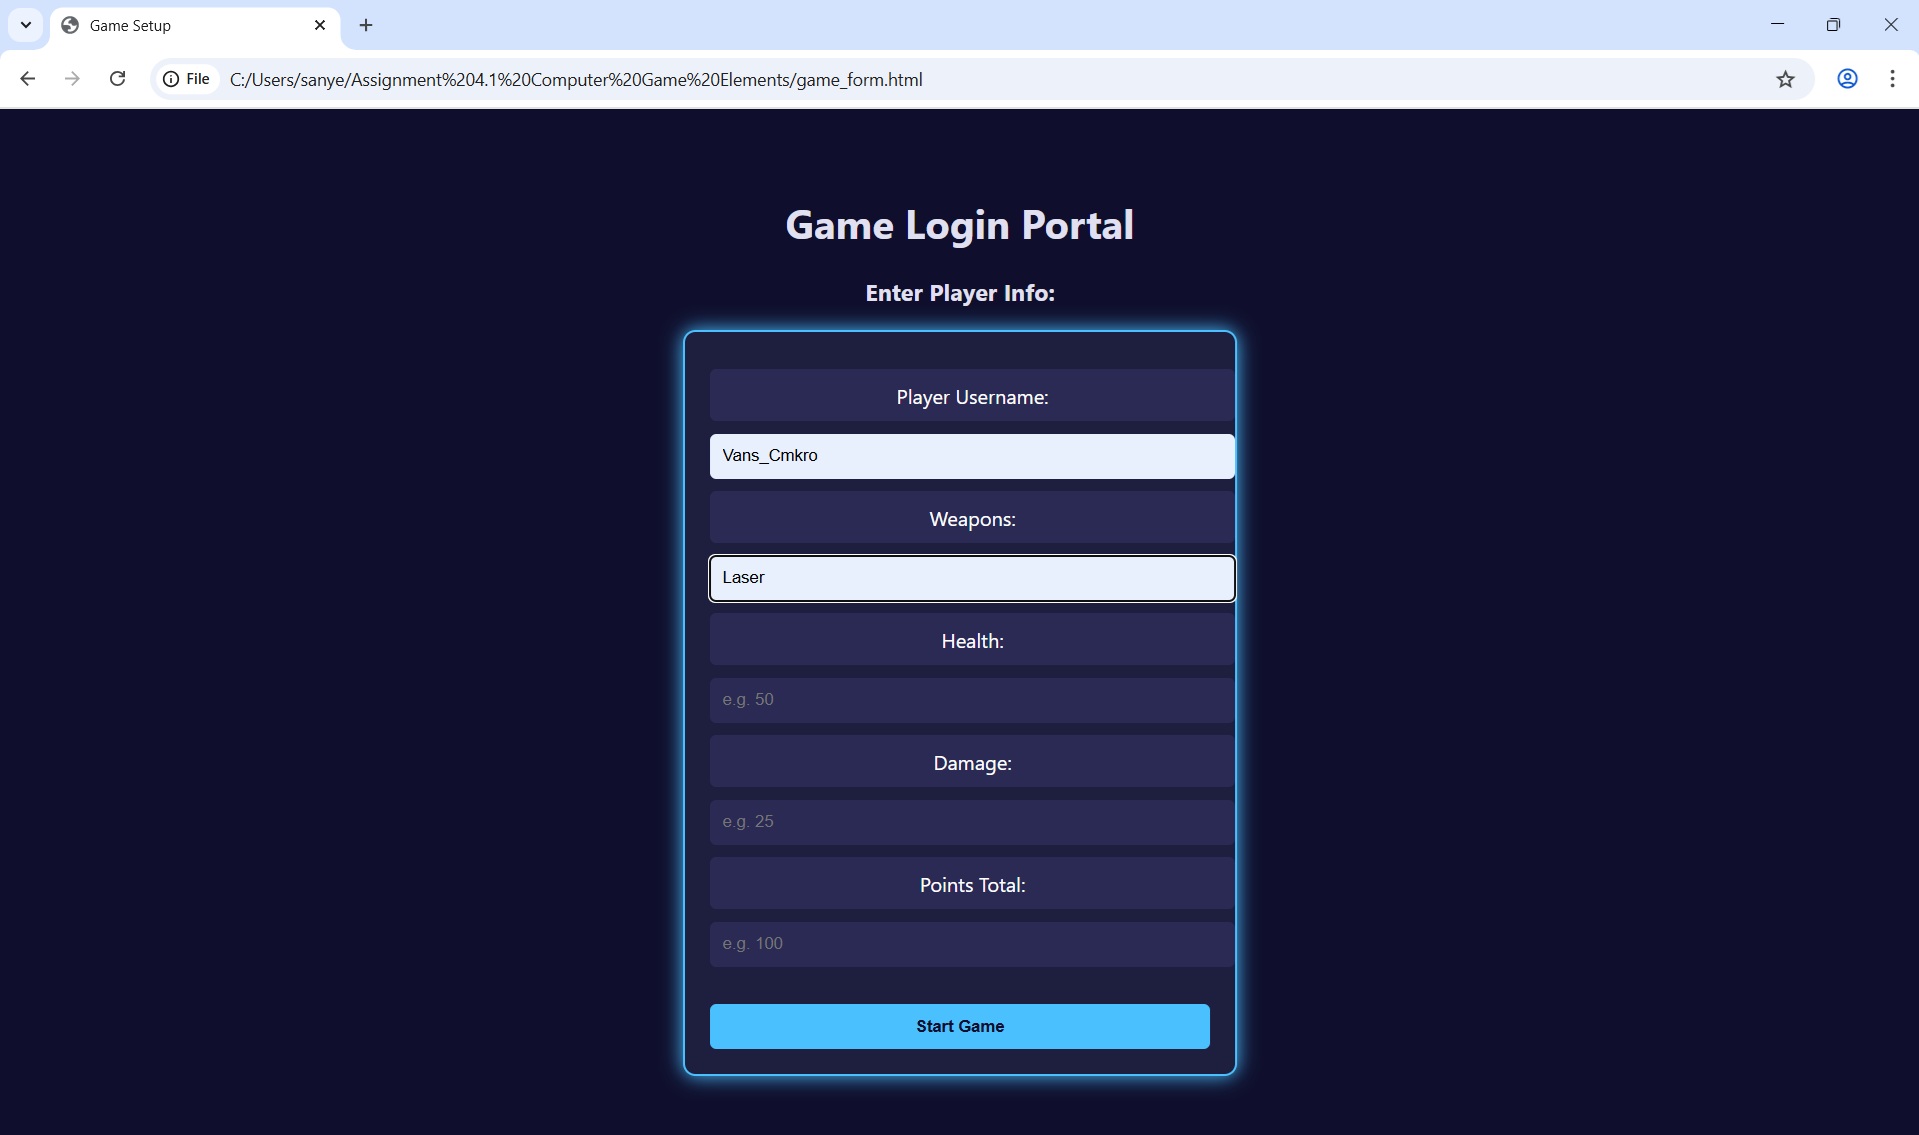 Game Setup
File
C:/Users/sanye/Assignment%204.1%20Computer%20Game%20Elements/game_form.html
Game Login Portal
Enter Player Info:
Player Username:
Vans_Cmkro
Weapons:
Laser
Health:
e.g. 50
Damage:
e.g. 25
Points Total:
e.g. 100
Start Game